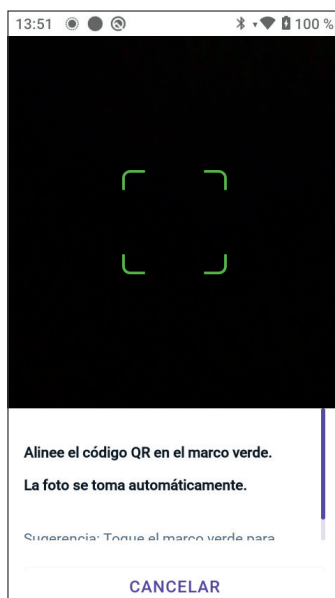 13:51 100 %
Alinee el código QR en el marco verde.
La foto se toma automáticamente.
Sugerencia: Toque el marco verde para
CANCELAR